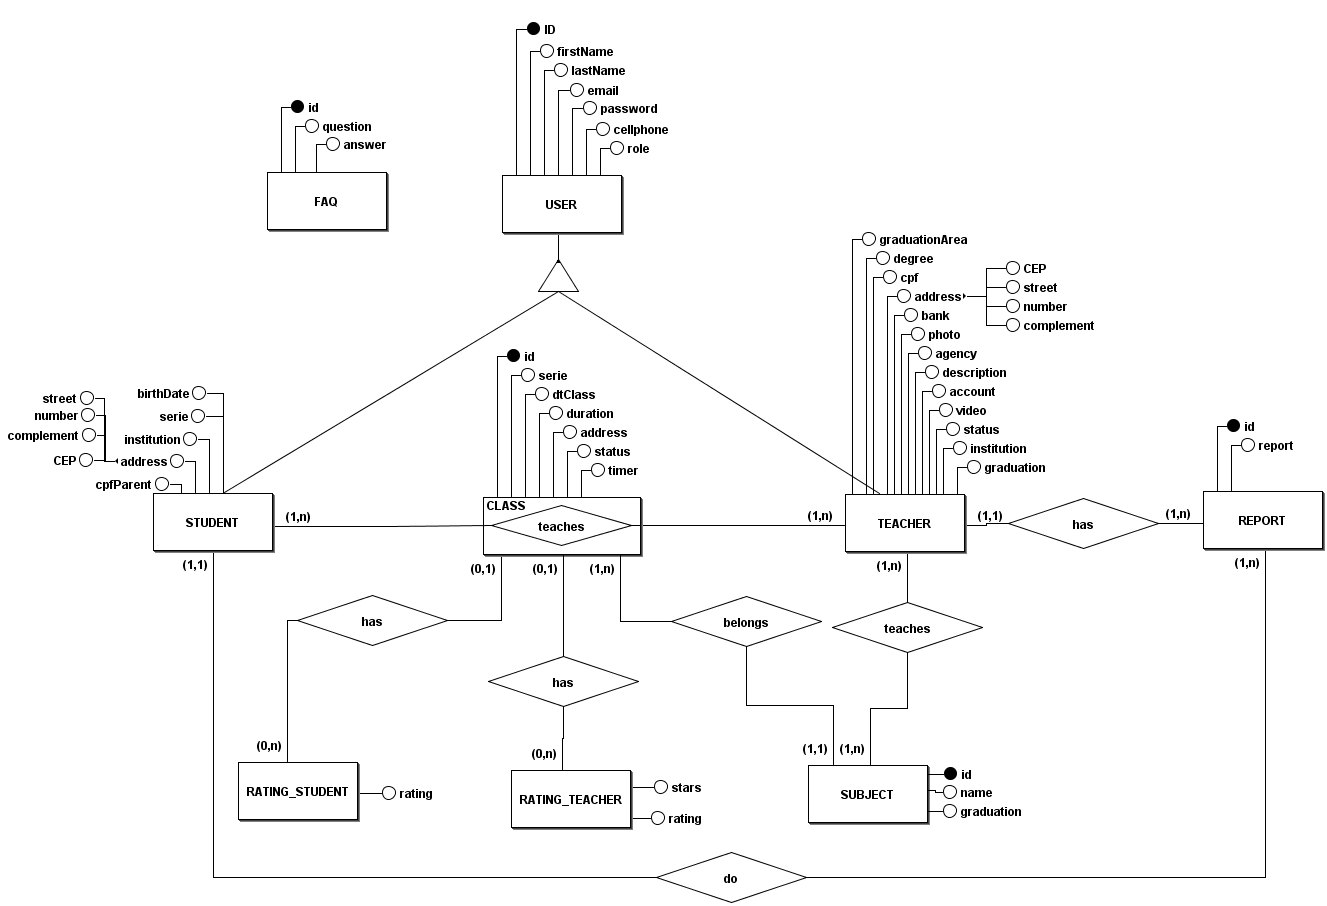 ID
firstName
lastName
email
password
cellphone
role
USER
id
question
answer
FAQ
graduationArea
degree
cpf
address
bank
photo
agency
description
account
video
status
institution
graduation
CEP
street
number
complement
TEACHER
id
serie
dtClass
duration
address
status
timer
CLASS
teaches
birthDate
serie
institution
address
cpfParent
street
number
complement
CEP
STUDENT
(1,n)
(1,n)
(1,1)
has
(1,n)
id
report
REPORT
(1,1)
(0,1)
(0,1)
(1,n)
(1,n)
(1,n)
has
belongs
teaches
has
(0,n)
(0,n)
(1,1)
(1,n)
RATING_STUDENT
rating
RATING_TEACHER
stars
rating
SUBJECT
id
name
graduation
do